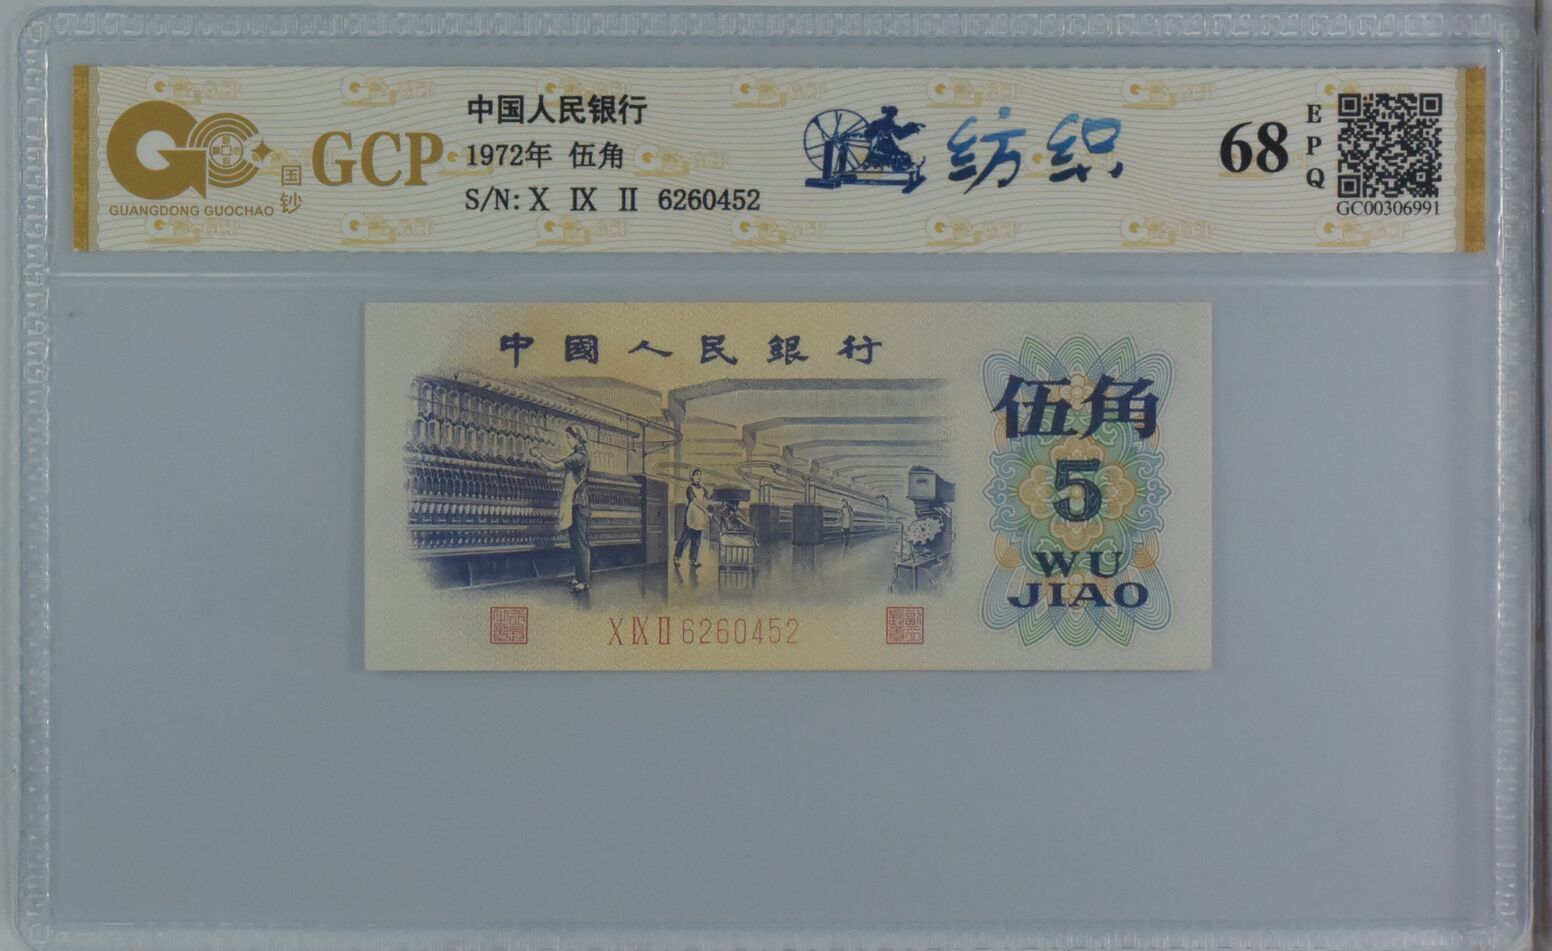 GCP
国钞
GUANGDONG GUOCHAO
中国人民银行
1972年 伍角
S/N: X IX II 6260452
纺织
68
EPQ
GC00306991
中國人民銀行
伍角
5
WU
JIAO
X IX II 6260452